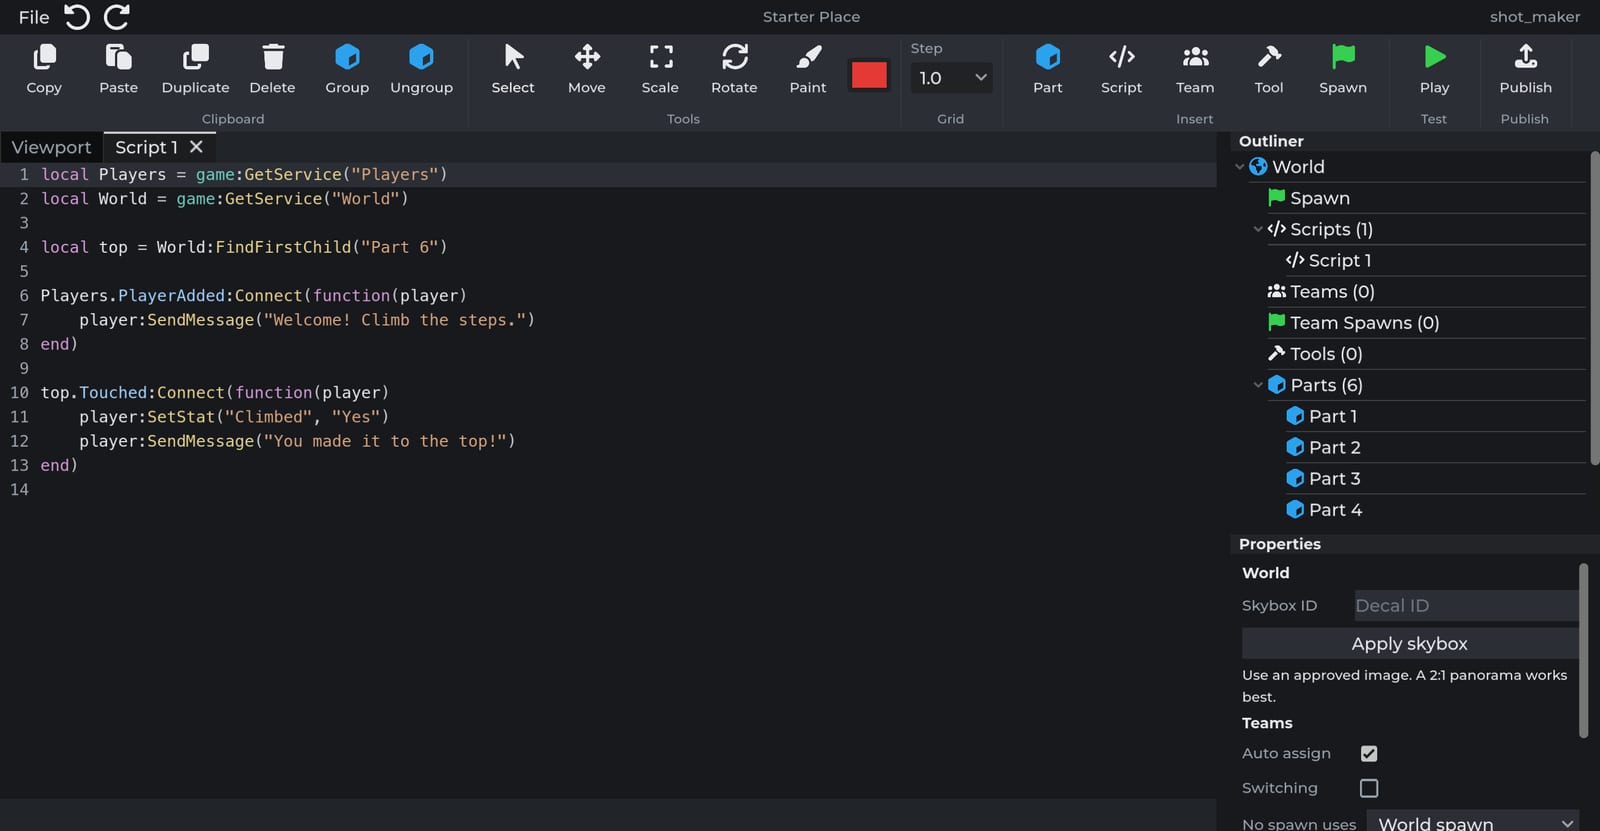 File
Starter Place
shot_maker
Copy
Paste
Duplicate
Delete
Group
Ungroup
Clipboard
Select
Move
Scale
Rotate
Paint
Tools
Step
1.0
Grid
Part
Script
Team
Tool
Spawn
Insert
Play
Test
Publish
Publish
Viewport
Script 1
1 local Players = game:GetService("Players")
2 local World = game:GetService("World")
3
4 local top = World:FindFirstChild("Part 6")
5
6 Players.PlayerAdded:Connect(function(player)
7     player:SendMessage("Welcome! Climb the steps.")
8 end)
9
10 top.Touched:Connect(function(player)
11     player:SetStat("Climbed", "Yes")
12     player:SendMessage("You made it to the top!")
13 end)
14
Outliner
World
Spawn
Scripts (1)
Script 1
Teams (0)
Team Spawns (0)
Tools (0)
Parts (6)
Part 1
Part 2
Part 3
Part 4
Properties
World
Skybox ID
Decal ID
Apply skybox
Use an approved image. A 2:1 panorama works
best.
Teams
Auto assign
Switching
No spawn uses
World spawn